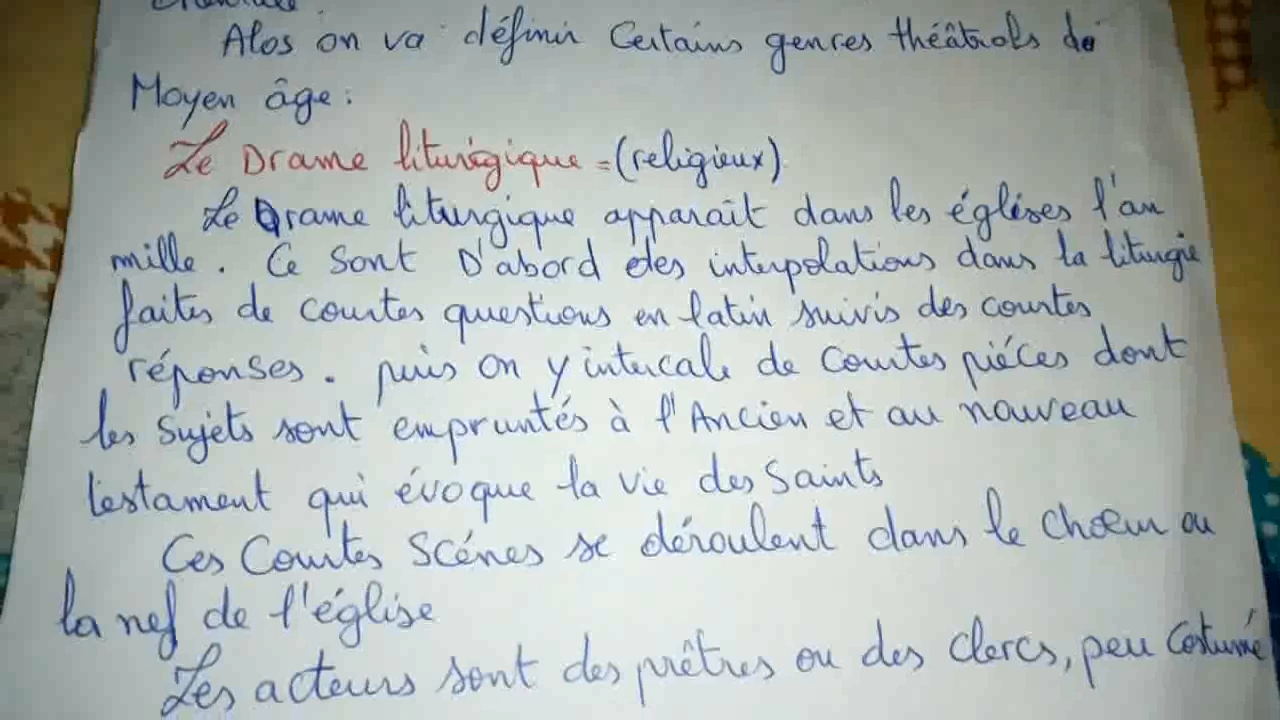 Alos on va définir Certains genres théâtrals de
Moyen âge :
Le Drame liturigique = (religieux)
Le Drame liturgique apparaît dans les églises l'an
mille . Ce Sont D'abord des interpolations dans la liturgie
faites de courtes questions en latin suivis des courtes
réponses . puis on y intercale de courtes piéces dont
les sujets sont empruntés à l'Ancien et au nouveau
testament qui évoque la vie des Saints
Ces Courtes Scénes se déroulent dans le choeur ou
la nef de l'église
Les acteurs sont des prêtres ou des clercs, peu Costumé